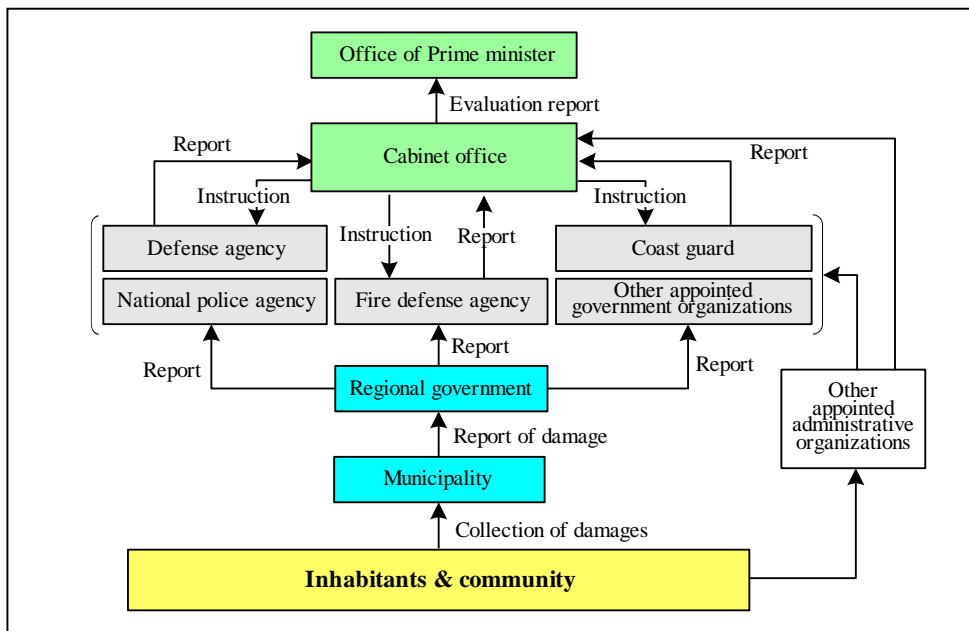 Office of Prime minister
Evaluation report
Report
Cabinet office
Report
Instruction
Instruction
Defense agency
Instruction
Report
Coast guard
National police agency
Fire defense agency
Other appointed
government organizations
Report
Report
Report
Regional government
Other
appointed
administrative
organizations
Report of damage
Municipality
Collection of damages
Inhabitants & community